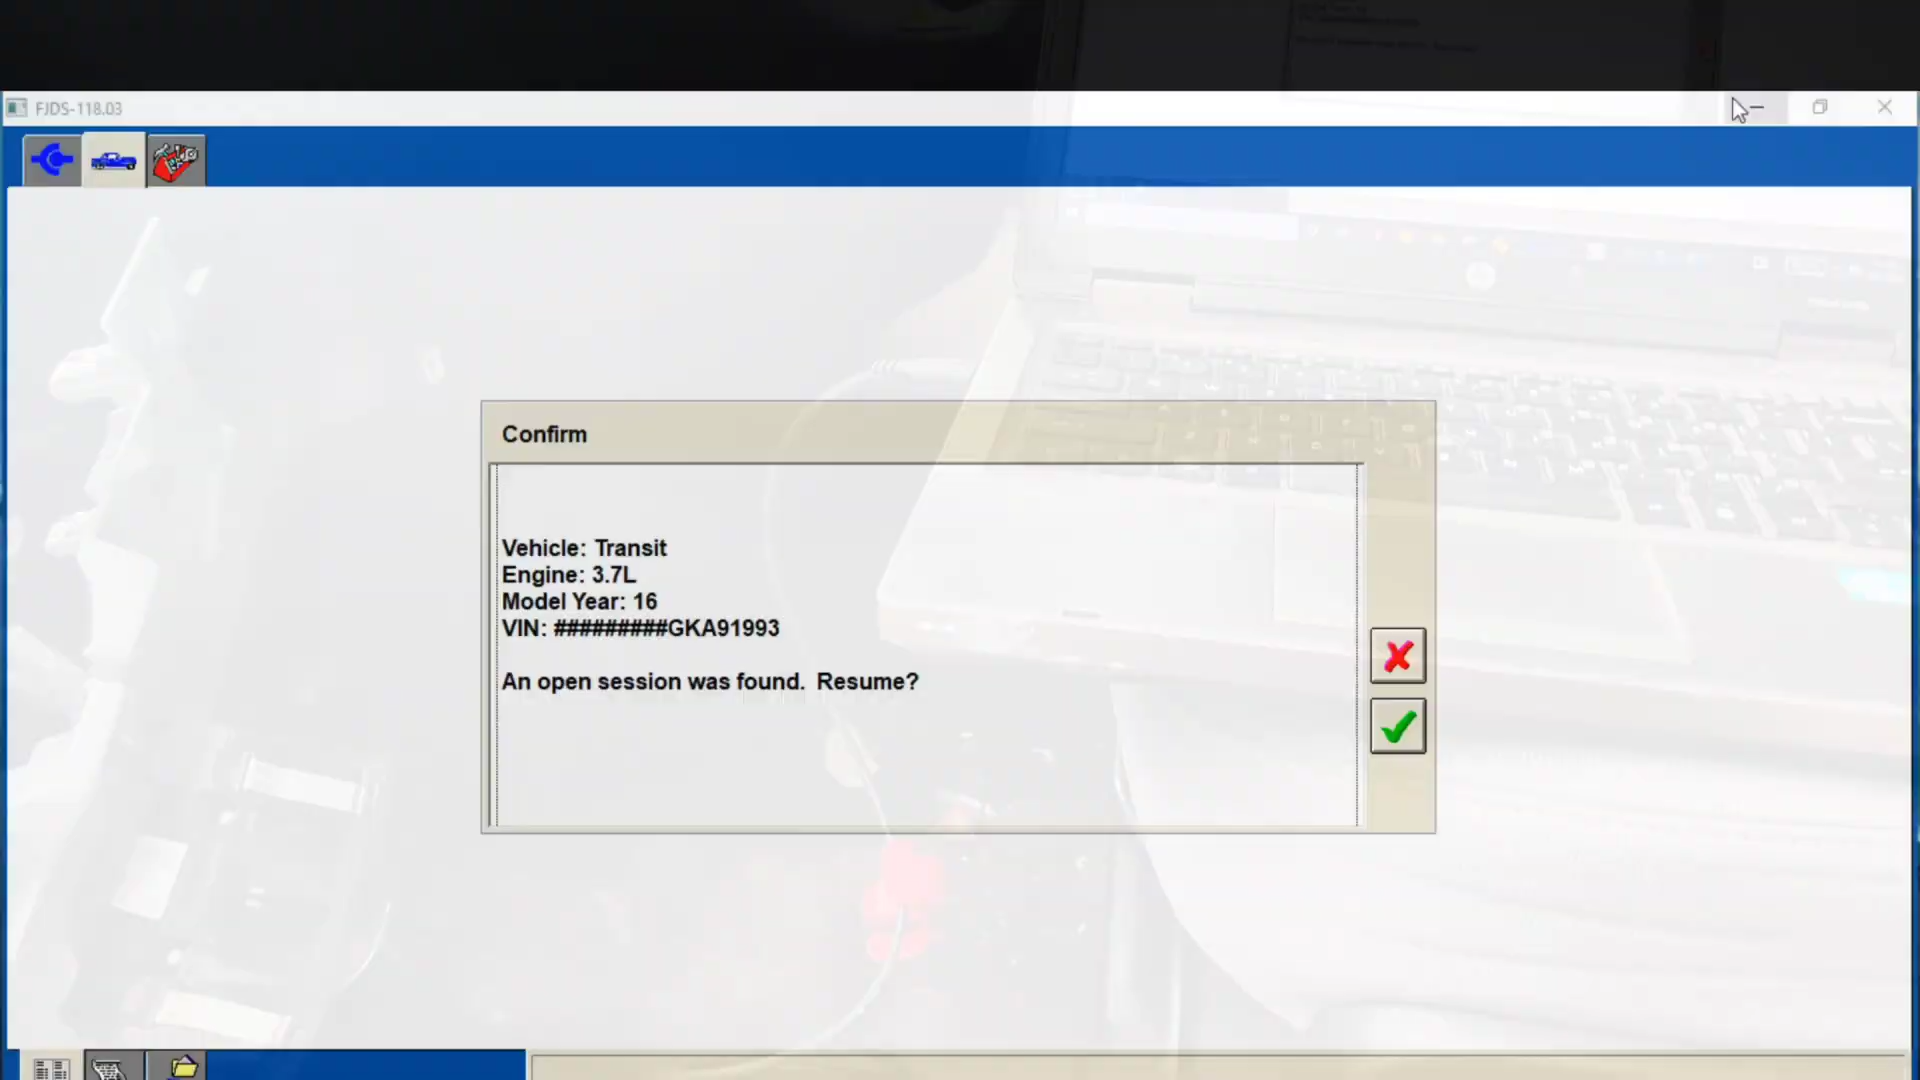 FJDS-118.03
Confirm
Vehicle: Transit
Engine: 3.7L
Model Year: 16
VIN: #########GKA91993
An open session was found.  Resume?